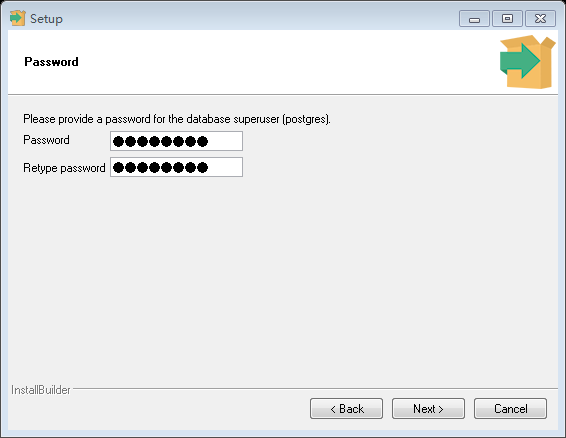 Setup
Password
Please provide a password for the database superuser (postgres).
Password ●●●●●●●●
Retype password ●●●●●●●●
InstallBuilder
< Back Next > Cancel